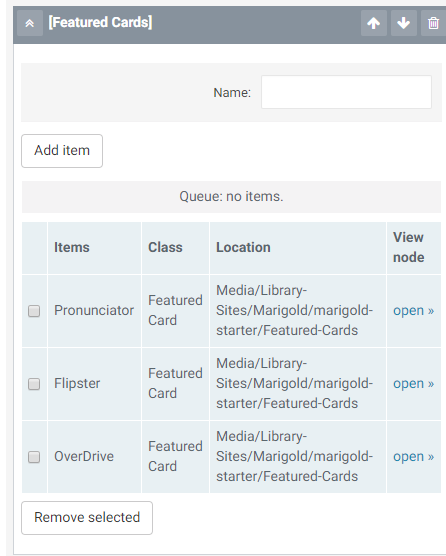 [Featured Cards]
Name:
Add item
Queue: no items.
Items Class Location View node
Pronunciator Featured Card Media/Library-Sites/Marigold/marigold-starter/Featured-Cards open »
Flipster Featured Card Media/Library-Sites/Marigold/marigold-starter/Featured-Cards open »
OverDrive Featured Card Media/Library-Sites/Marigold/marigold-starter/Featured-Cards open »
Remove selected